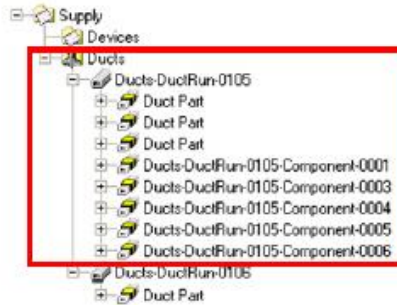 Supply
Devices
Ducts
Ducts-DuctRun-0105
Duct Part
Duct Part
Duct Part
Ducts-DuctRun-0105-Component-0001
Ducts-DuctRun-0105-Component-0003
Ducts-DuctRun-0105-Component-0004
Ducts-DuctRun-0105-Component-0005
Ducts-DuctRun-0105-Component-0006
Ducts-DuctRun-0106
Duct Part